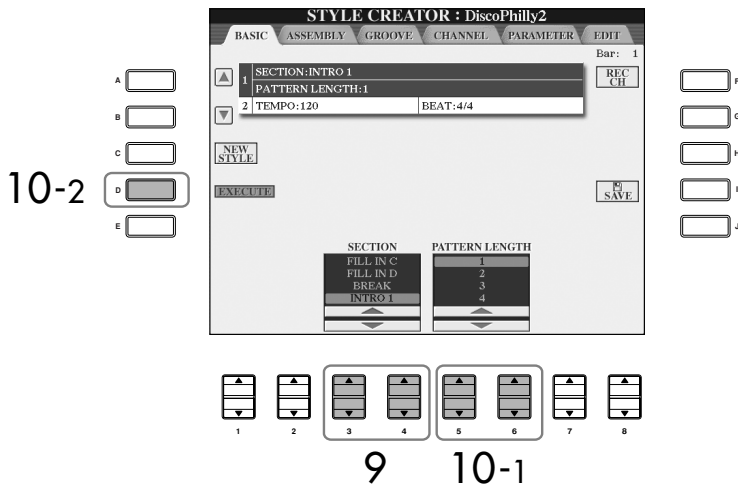 STYLE CREATOR : DiscoPhilly2
BASIC ASSEMBLY GROOVE CHANNEL PARAMETER EDIT
Bar: 1
1 SECTION:INTRO 1
PATTERN LENGTH:1
REC CH
2 TEMPO:120 BEAT:4/4
NEW STYLE
EXECUTE
SAVE
A
B
C
10-2 D
E
F
G
H
I
J
SECTION PATTERN LENGTH
FILL IN C 1
FILL IN D 2
BREAK 3
INTRO 1 4
1 2 3 4 5 6 7 8
9 10-1